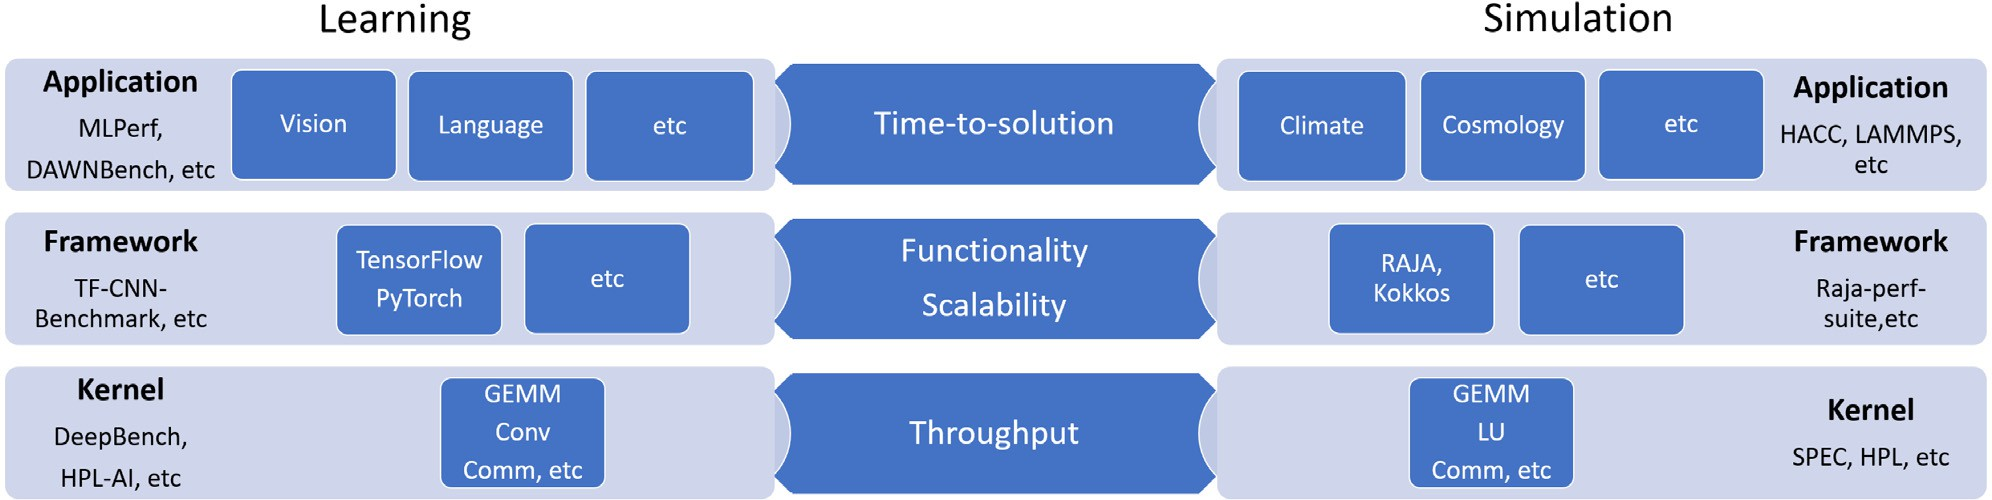 Learning
Simulation
Application
MLPerf,
DAWNBench, etc
Vision
Language
etc
Time-to-solution
Climate
Cosmology
etc
Application
HACC, LAMMPS,
etc
Framework
TF-CNN-
Benchmark, etc
TensorFlow
PyTorch
etc
Functionality
Scalability
RAJA,
Kokkos
etc
Framework
Raja-perf-
suite,etc
Kernel
DeepBench,
HPL-AI, etc
GEMM
Conv
Comm, etc
Throughput
GEMM
LU
Comm, etc
Kernel
SPEC, HPL, etc